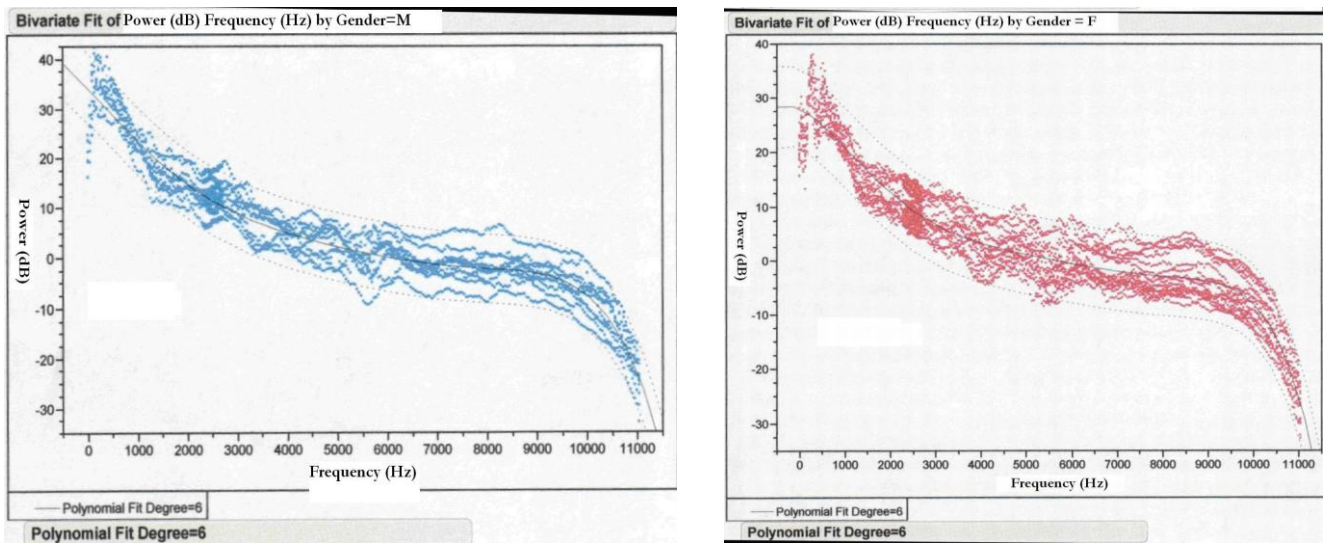 Bivariate Fit of Power (dB) Frequency (Hz) by Gender=M
40
30
20
10
0
-10
-20
-30
Power (dB)
0 1000 2000 3000 4000 5000 6000 7000 8000 9000 10000 11000
Frequency (Hz)
Polynomial Fit Degree=6
Polynomial Fit Degree=6
Bivariate Fit of Power (dB) Frequency (Hz) by Gender = F
40
30
20
10
0
-10
-20
-30
Power (dB)
0 1000 2000 3000 4000 5000 6000 7000 8000 9000 10000 11000
Frequency (Hz)
Polynomial Fit Degree=6
Polynomial Fit Degree=6